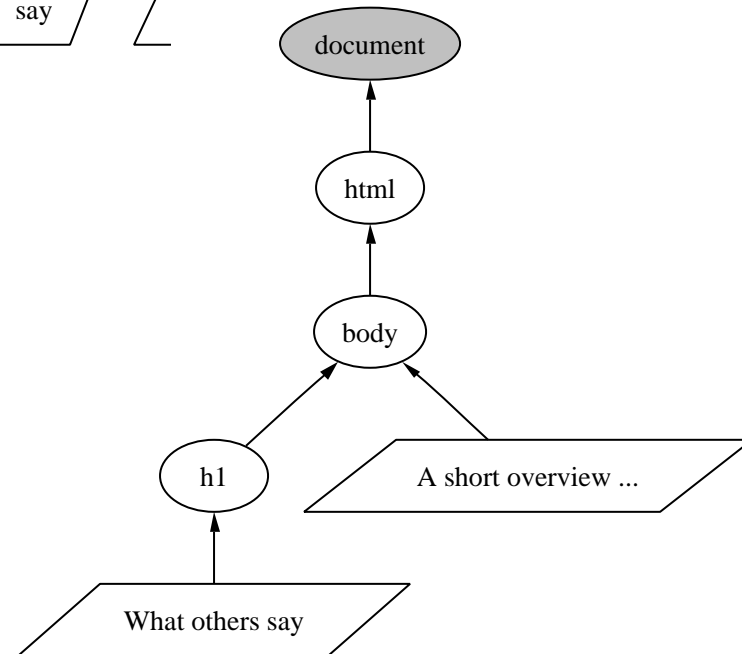 say
document
html
body
h1
A short overview ...
What others say